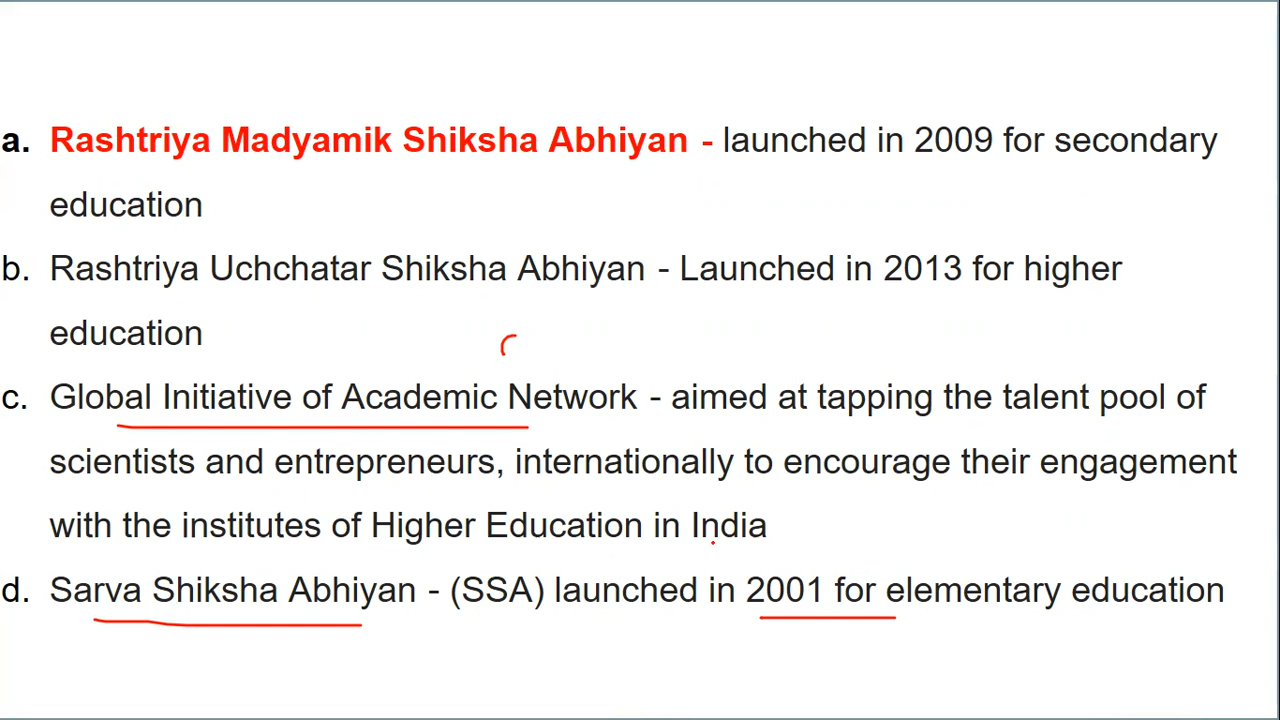 a. Rashtriya Madyamik Shiksha Abhiyan - launched in 2009 for secondary
education
b. Rashtriya Uchchatar Shiksha Abhiyan - Launched in 2013 for higher
education
c. Global Initiative of Academic Network - aimed at tapping the talent pool of
scientists and entrepreneurs, internationally to encourage their engagement
with the institutes of Higher Education in India
d. Sarva Shiksha Abhiyan - (SSA) launched in 2001 for elementary education